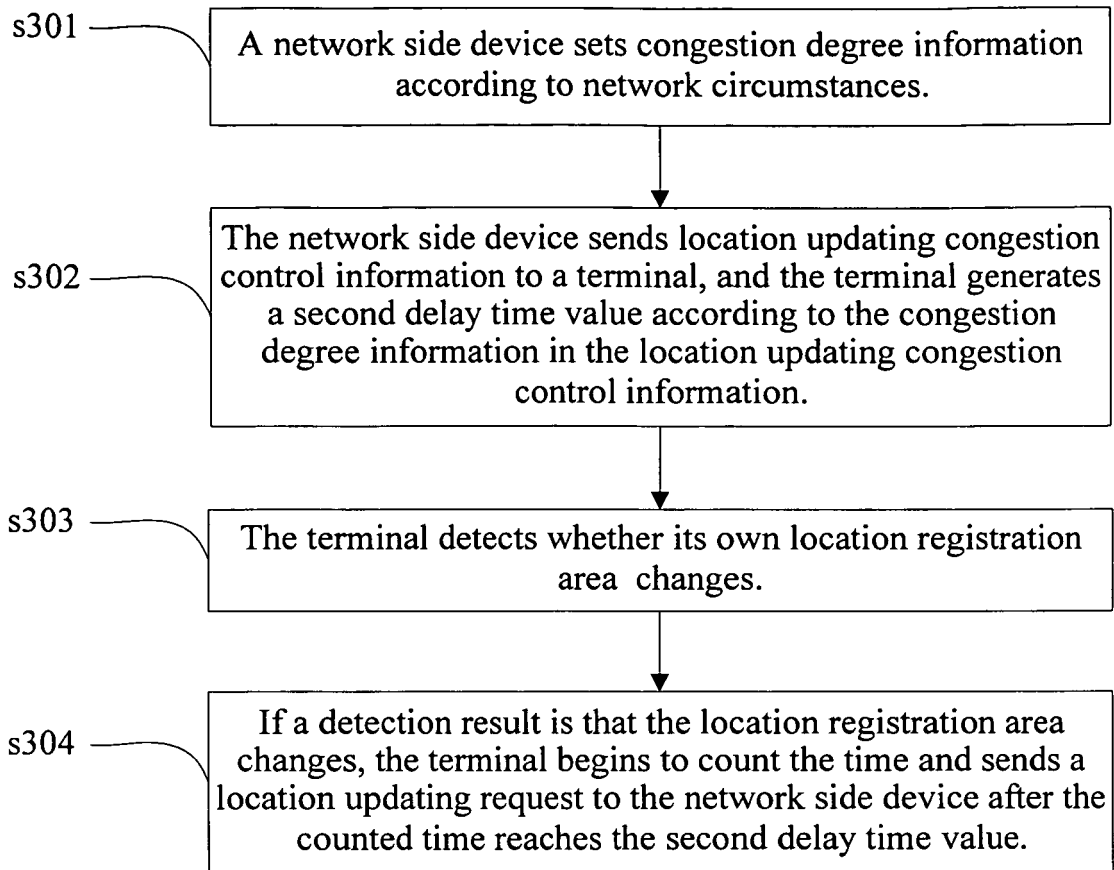 s301
A network side device sets congestion degree information
according to network circumstances.
s302
The network side device sends location updating congestion
control information to a terminal, and the terminal generates
a second delay time value according to the congestion
degree information in the location updating congestion
control information.
s303
The terminal detects whether its own location registration
area changes.
s304
If a detection result is that the location registration area
changes, the terminal begins to count the time and sends a
location updating request to the network side device after the
counted time reaches the second delay time value.